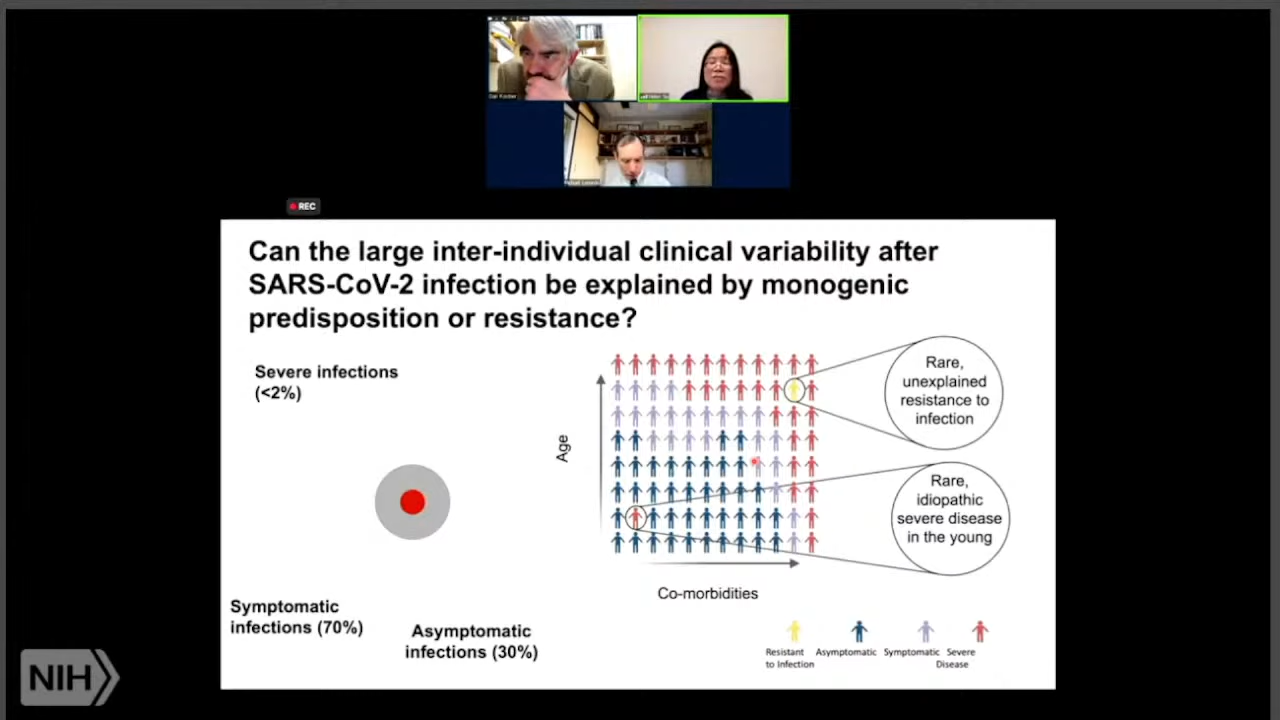 REC
Can the large inter-individual clinical variability after
SARS-CoV-2 infection be explained by monogenic
predisposition or resistance?
Severe infections
(<2%)
Symptomatic
infections (70%)
Asymptomatic
infections (30%)
Age
Co-morbidities
Rare,
unexplained
resistance to
infection
Rare,
idiopathic
severe disease
in the young
Resistant
to Infection
Asymptomatic
Symptomatic
Severe
Disease
NIH